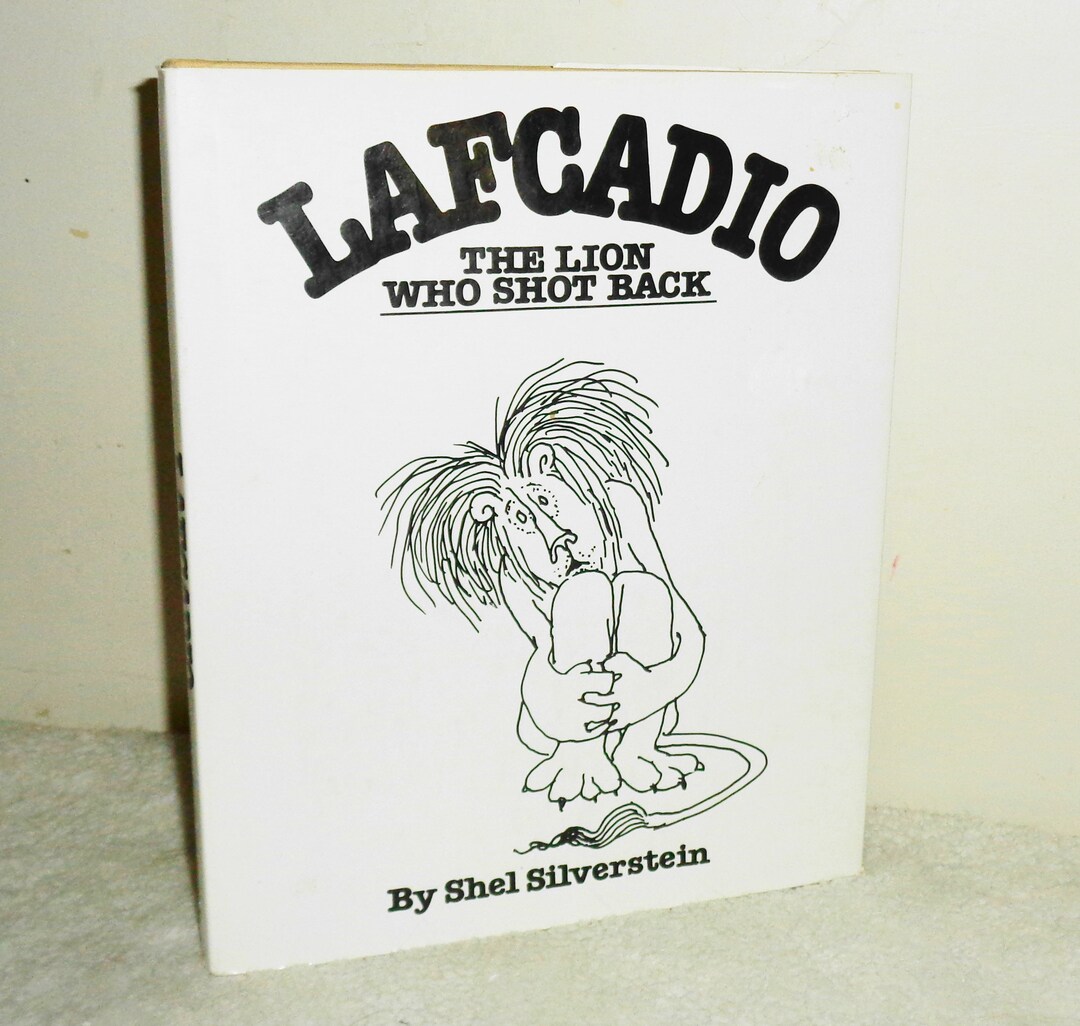 LAFCADIO
THE LION
WHO SHOT BACK
By Shel Silverstein